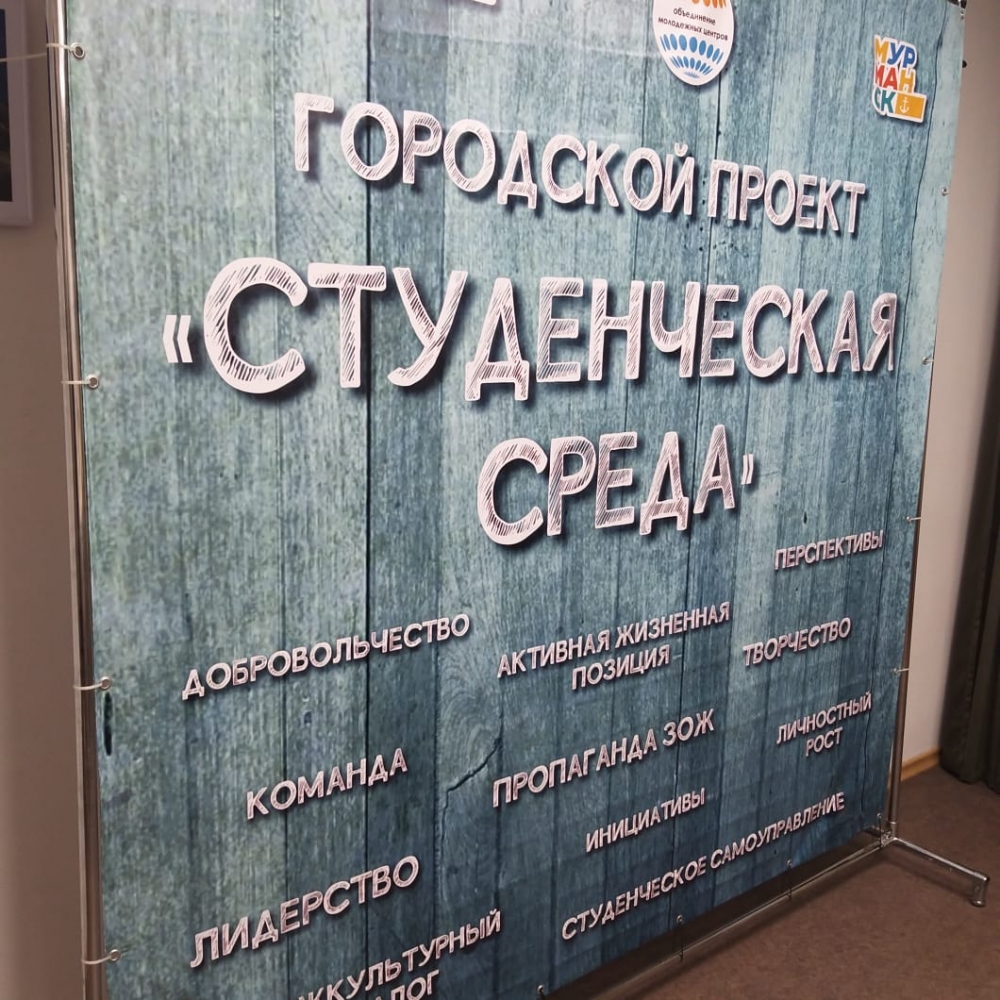 объединение
молодежных центров
МУР
МАН
СК
ГОРОДСКОЙ ПРОЕКТ
«СТУДЕНЧЕСКАЯ
СРЕДА»
ПЕРСПЕКТИВЫ
ДОБРОВОЛЬЧЕСТВО
АКТИВНАЯ ЖИЗНЕННАЯ
ПОЗИЦИЯ
ТВОРЧЕСТВО
ЛИЧНОСТНЫЙ
РОСТ
КОМАНДА
ПРОПАГАНДА ЗОЖ
ИНИЦИАТИВЫ
СТУДЕНЧЕСКОЕ САМОУПРАВЛЕНИЕ
ЛИДЕРСТВО